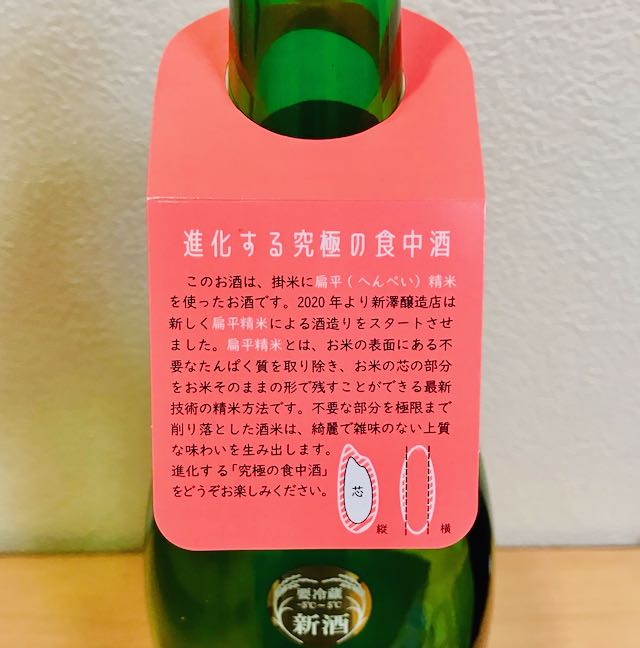 進化する究極の食中酒
このお酒は、掛米に扁平(へんぺい)精米
を使ったお酒です。2020年より新澤醸造店は
新しく扁平精米による酒造りをスタートさせ
ました。扁平精米とは、お米の表面にある不
要なたんぱく質を取り除き、お米の芯の部分
をお米そのままの形で残すことができる最新
技術の精米方法です。不要な部分を極限まで
削り落とした酒米は、綺麗で雑味のない上質
な味わいを生み出します。
進化する「究極の食中酒」
をどうぞお楽しみください。
芯
縦
横
要冷蔵
-5℃~5℃
新酒